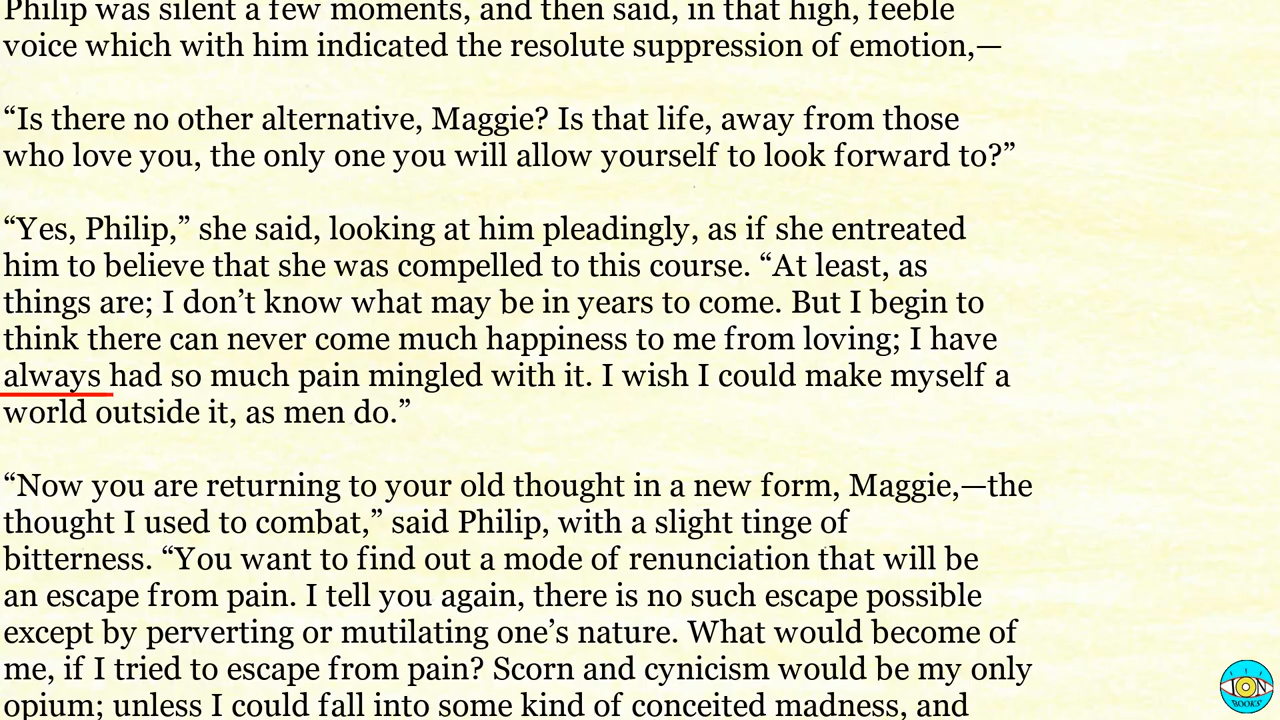 Philip was silent a few moments, and then said, in that high, feeble
voice which with him indicated the resolute suppression of emotion,—
“Is there no other alternative, Maggie? Is that life, away from those
who love you, the only one you will allow yourself to look forward to?”
“Yes, Philip,” she said, looking at him pleadingly, as if she entreated
him to believe that she was compelled to this course. “At least, as
things are; I don’t know what may be in years to come. But I begin to
think there can never come much happiness to me from loving; I have
always had so much pain mingled with it. I wish I could make myself a
world outside it, as men do.”
“Now you are returning to your old thought in a new form, Maggie,—the
thought I used to combat,” said Philip, with a slight tinge of
bitterness. “You want to find out a mode of renunciation that will be
an escape from pain. I tell you again, there is no such escape possible
except by perverting or mutilating one’s nature. What would become of
me, if I tried to escape from pain? Scorn and cynicism would be my only
opium; unless I could fall into some kind of conceited madness, and
ION
BOOKS